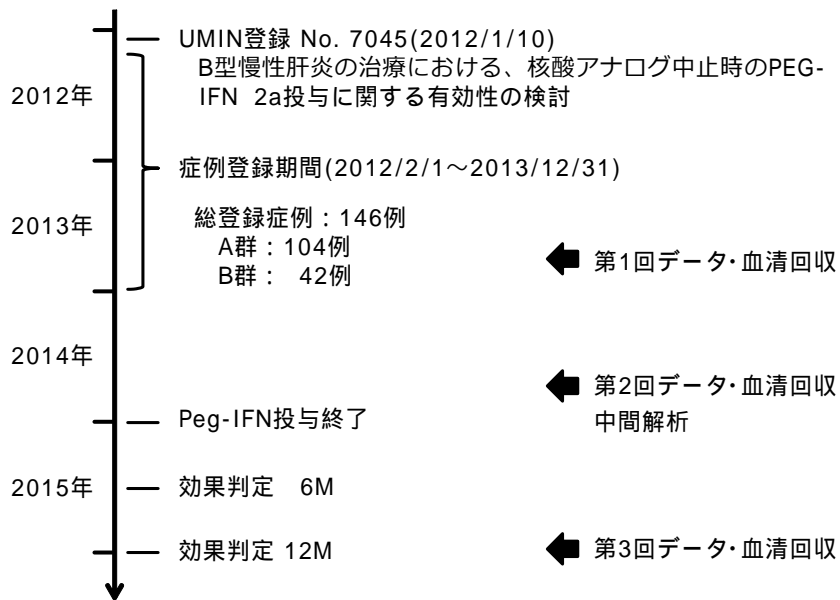 UMIN登録 No. 7045(2012/1/10)
B型慢性肝炎の治療における、核酸アナログ中止時のPEG-
IFN 2a投与に関する有効性の検討
2012年
症例登録期間(2012/2/1～2013/12/31)
2013年
総登録症例：146例
A群：104例
B群： 42例
第1回データ・血清回収
2014年
第2回データ・血清回収
中間解析
Peg-IFN投与終了
2015年
効果判定 6M
効果判定 12M
第3回データ・血清回収